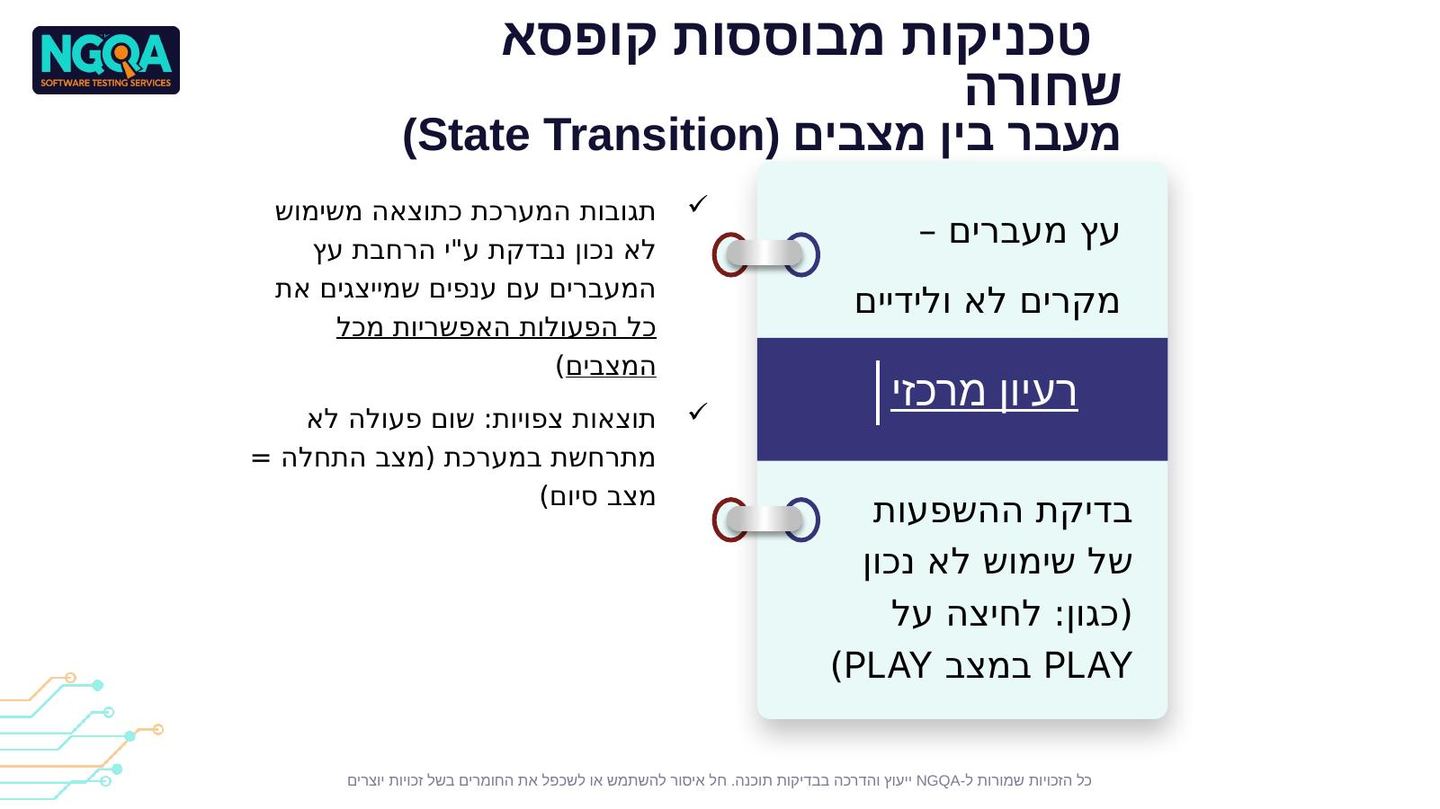 NGQA
SOFTWARE TESTING SERVICES
טכניקות מבוססות קופסא
שחורה
מעבר בין מצבים (State Transition)
עץ מעברים –
מקרים לא ולידיים
רעיון מרכזי
בדיקת ההשפעות
של שימוש לא נכון
(כגון: לחיצה על
PLAY במצב PLAY)
✓ תגובות המערכת כתוצאה משימוש
לא נכון נבדקת ע"י הרחבת עץ
המעברים עם ענפים שמייצגים את
כל הפעולות האפשריות מכל
המצבים)
✓ תוצאות צפויות: שום פעולה לא
מתרחשת במערכת (מצב התחלה =
מצב סיום)
כל הזכויות שמורות ל-NGQA ייעוץ והדרכה בבדיקות תוכנה. חל איסור להשתמש או לשכפל את החומרים בשל זכויות יוצרים